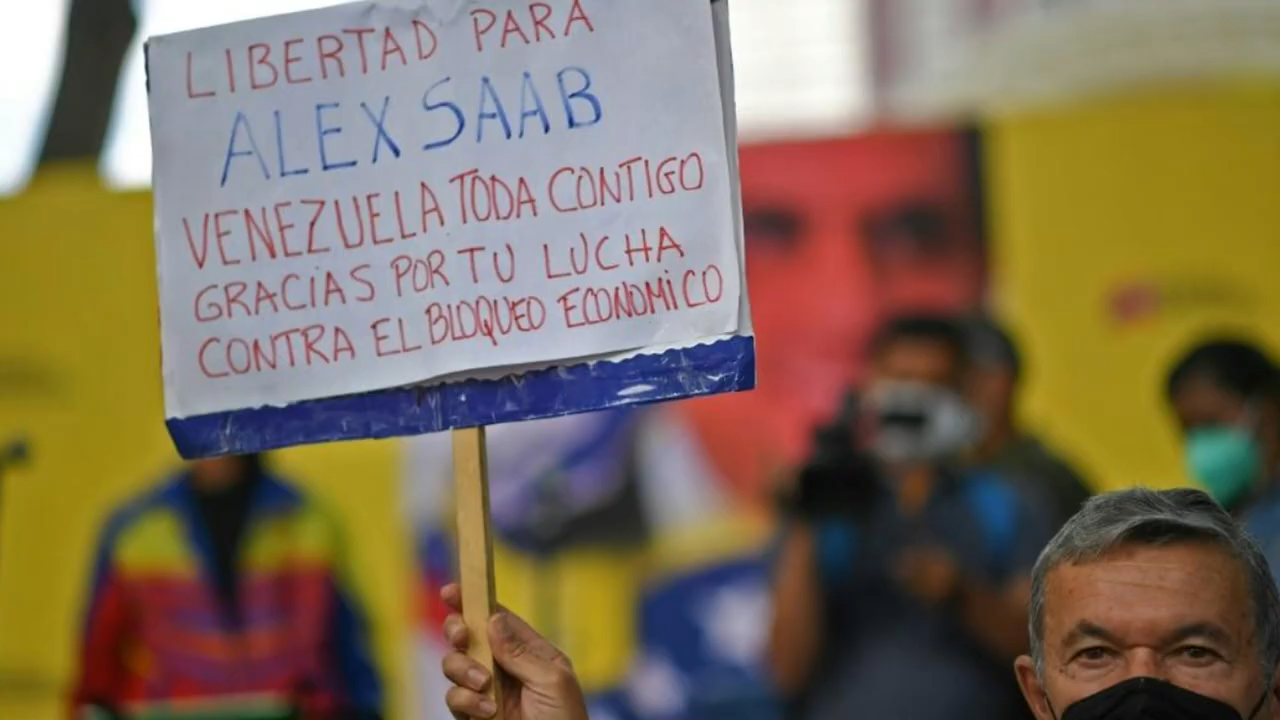 LIBERTAD PARA
ALEX SAAB
VENEZUELA TODA CONTIGO
GRACIAS POR TU LUCHA
CONTRA EL BLOQUEO ECONOMICO